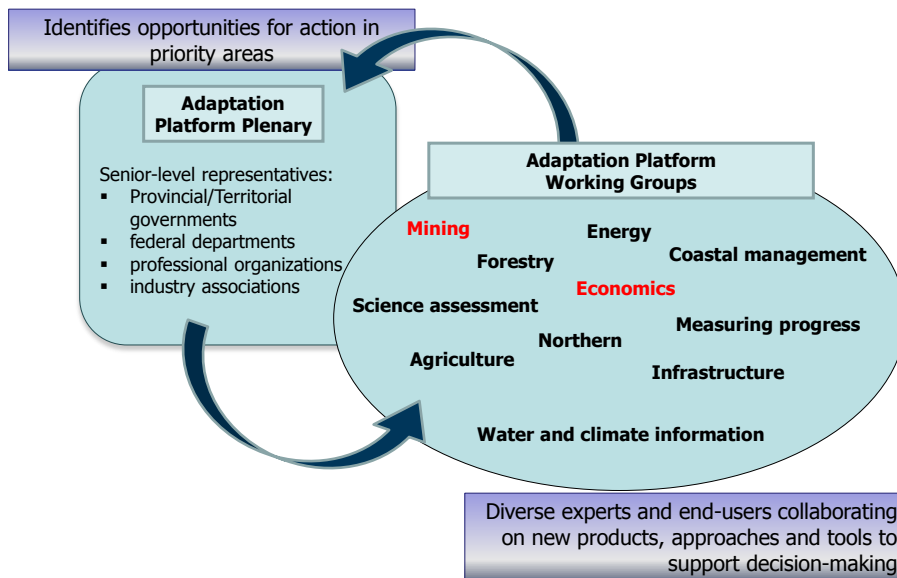 Identifies opportunities for action in
priority areas
Adaptation
Platform Plenary
Senior-level representatives:
▪ Provincial/Territorial
governments
▪ federal departments
▪ professional organizations
▪ industry associations
Adaptation Platform
Working Groups
Mining
Energy
Forestry
Coastal management
Economics
Science assessment
Measuring progress
Northern
Agriculture
Infrastructure
Water and climate information
Diverse experts and end-users collaborating
on new products, approaches and tools to
support decision-making